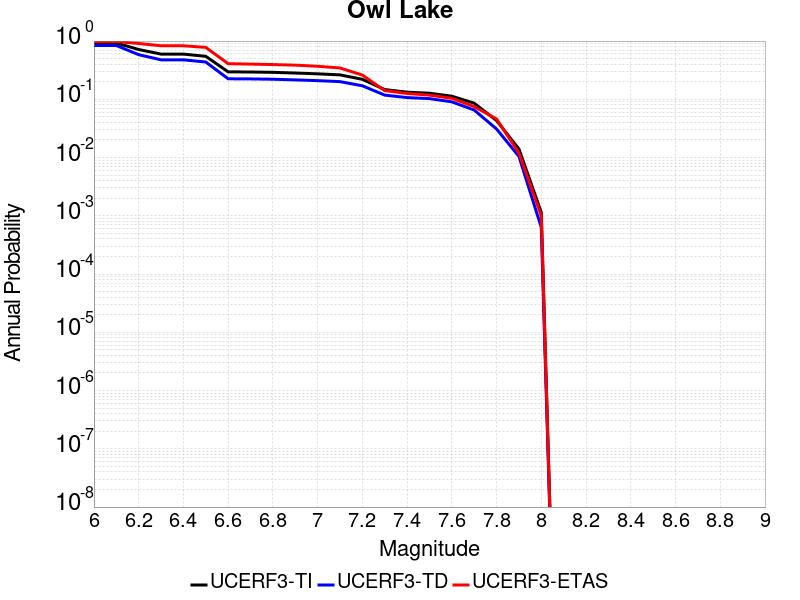 Owl Lake
10^0
10^-1
10^-2
10^-3
10^-4
10^-5
10^-6
10^-7
10^-8
Annual Probability
6 6.2 6.4 6.6 6.8 7 7.2 7.4 7.6 7.8 8 8.2 8.4 8.6 8.8 9
Magnitude
UCERF3-TI UCERF3-TD UCERF3-ETAS